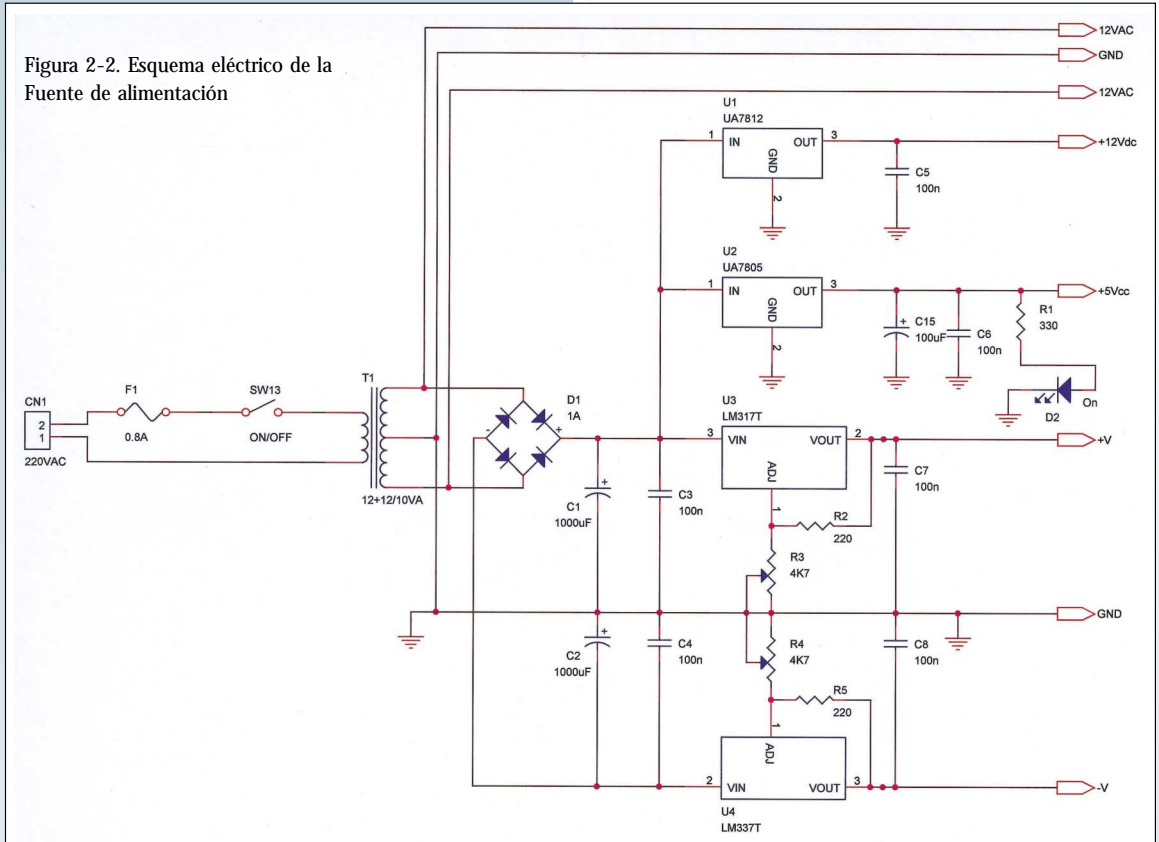 Figura 2-2. Esquema eléctrico de la
Fuente de alimentación
12VAC
GND
12VAC
U1
UA7812
1
IN
OUT
3
GND
2
+12Vdc
C5
100n
U2
UA7805
1
IN
OUT
3
GND
2
+5Vcc
C15
100uF
+
C6
100n
R1
330
On
D2
CN1
2
1
220VAC
F1
0.8A
SW13
ON/OFF
T1
12+12/10VA
D1
1A
-
+
U3
LM317T
3
VIN
VOUT
2
ADJ
1
+V
C1
1000uF
+
C3
100n
R2
220
C7
100n
R3
4K7
GND
C2
1000uF
+
C4
100n
R4
4K7
C8
100n
R5
220
1
ADJ
2
VIN
VOUT
3
-V
U4
LM337T